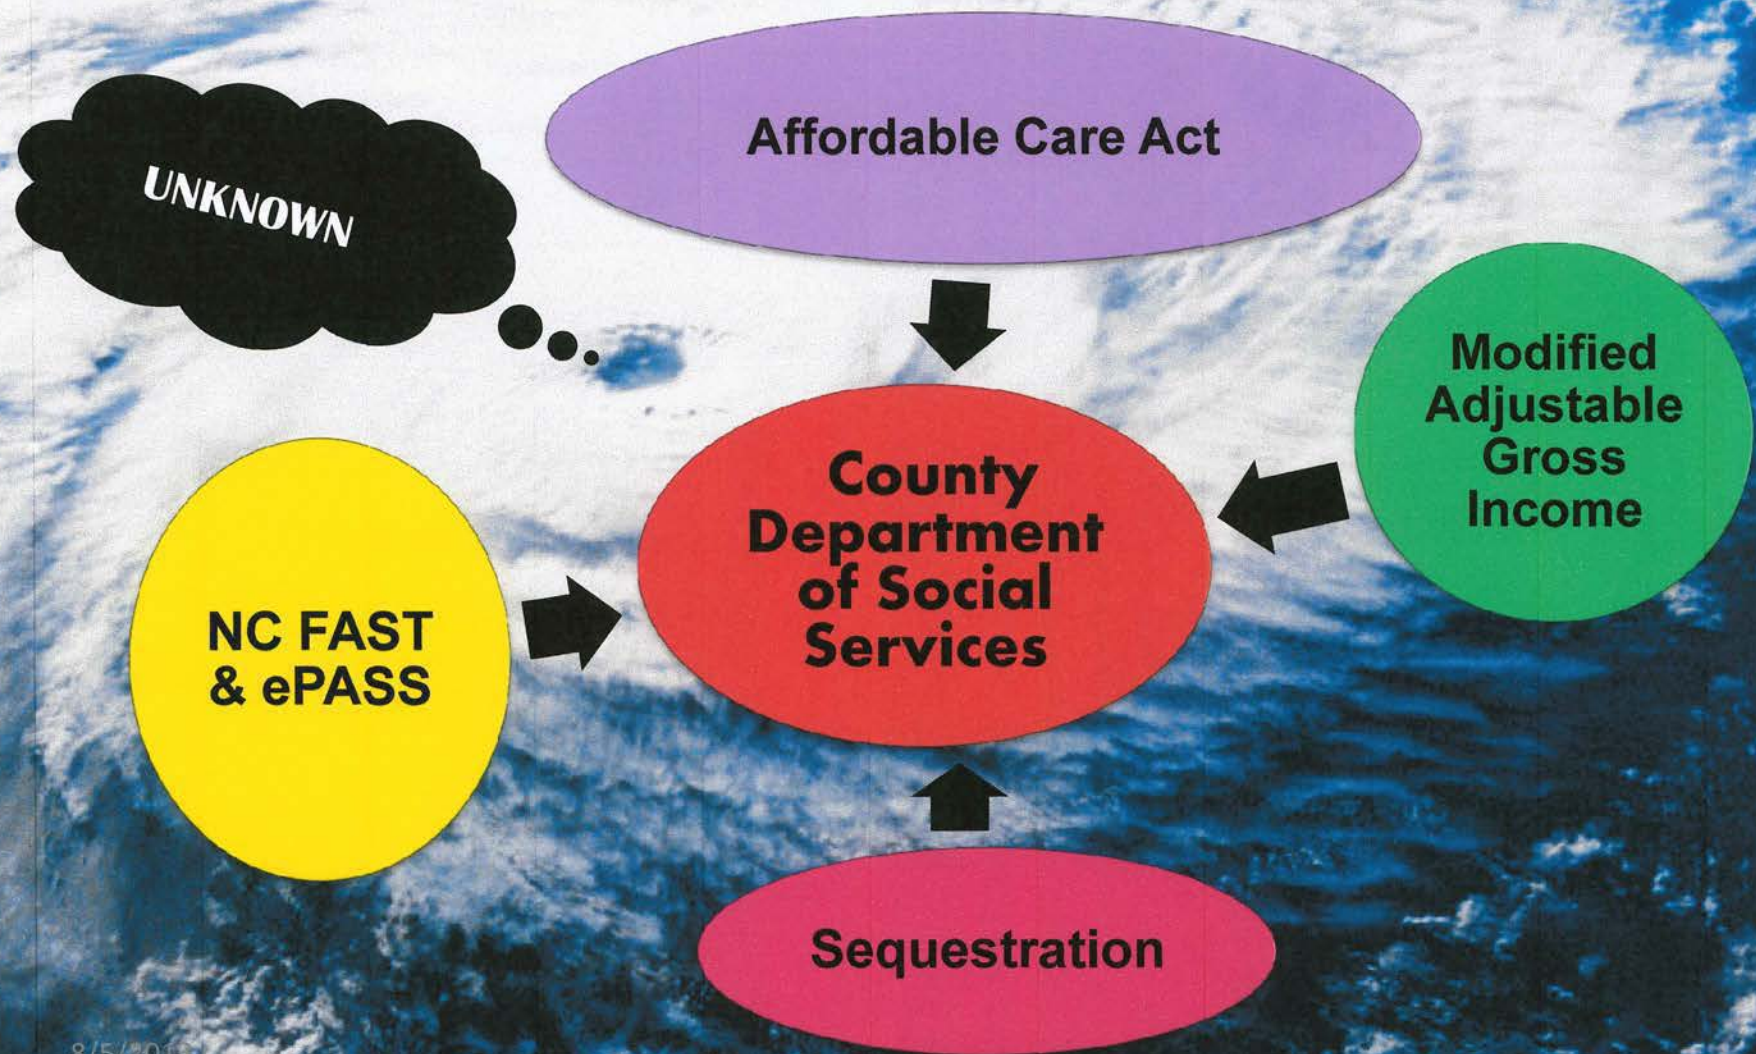 UNKNOWN
Affordable Care Act
Modified
Adjustable
Gross
Income
County
Department
of Social
Services
NC FAST
& ePASS
Sequestration